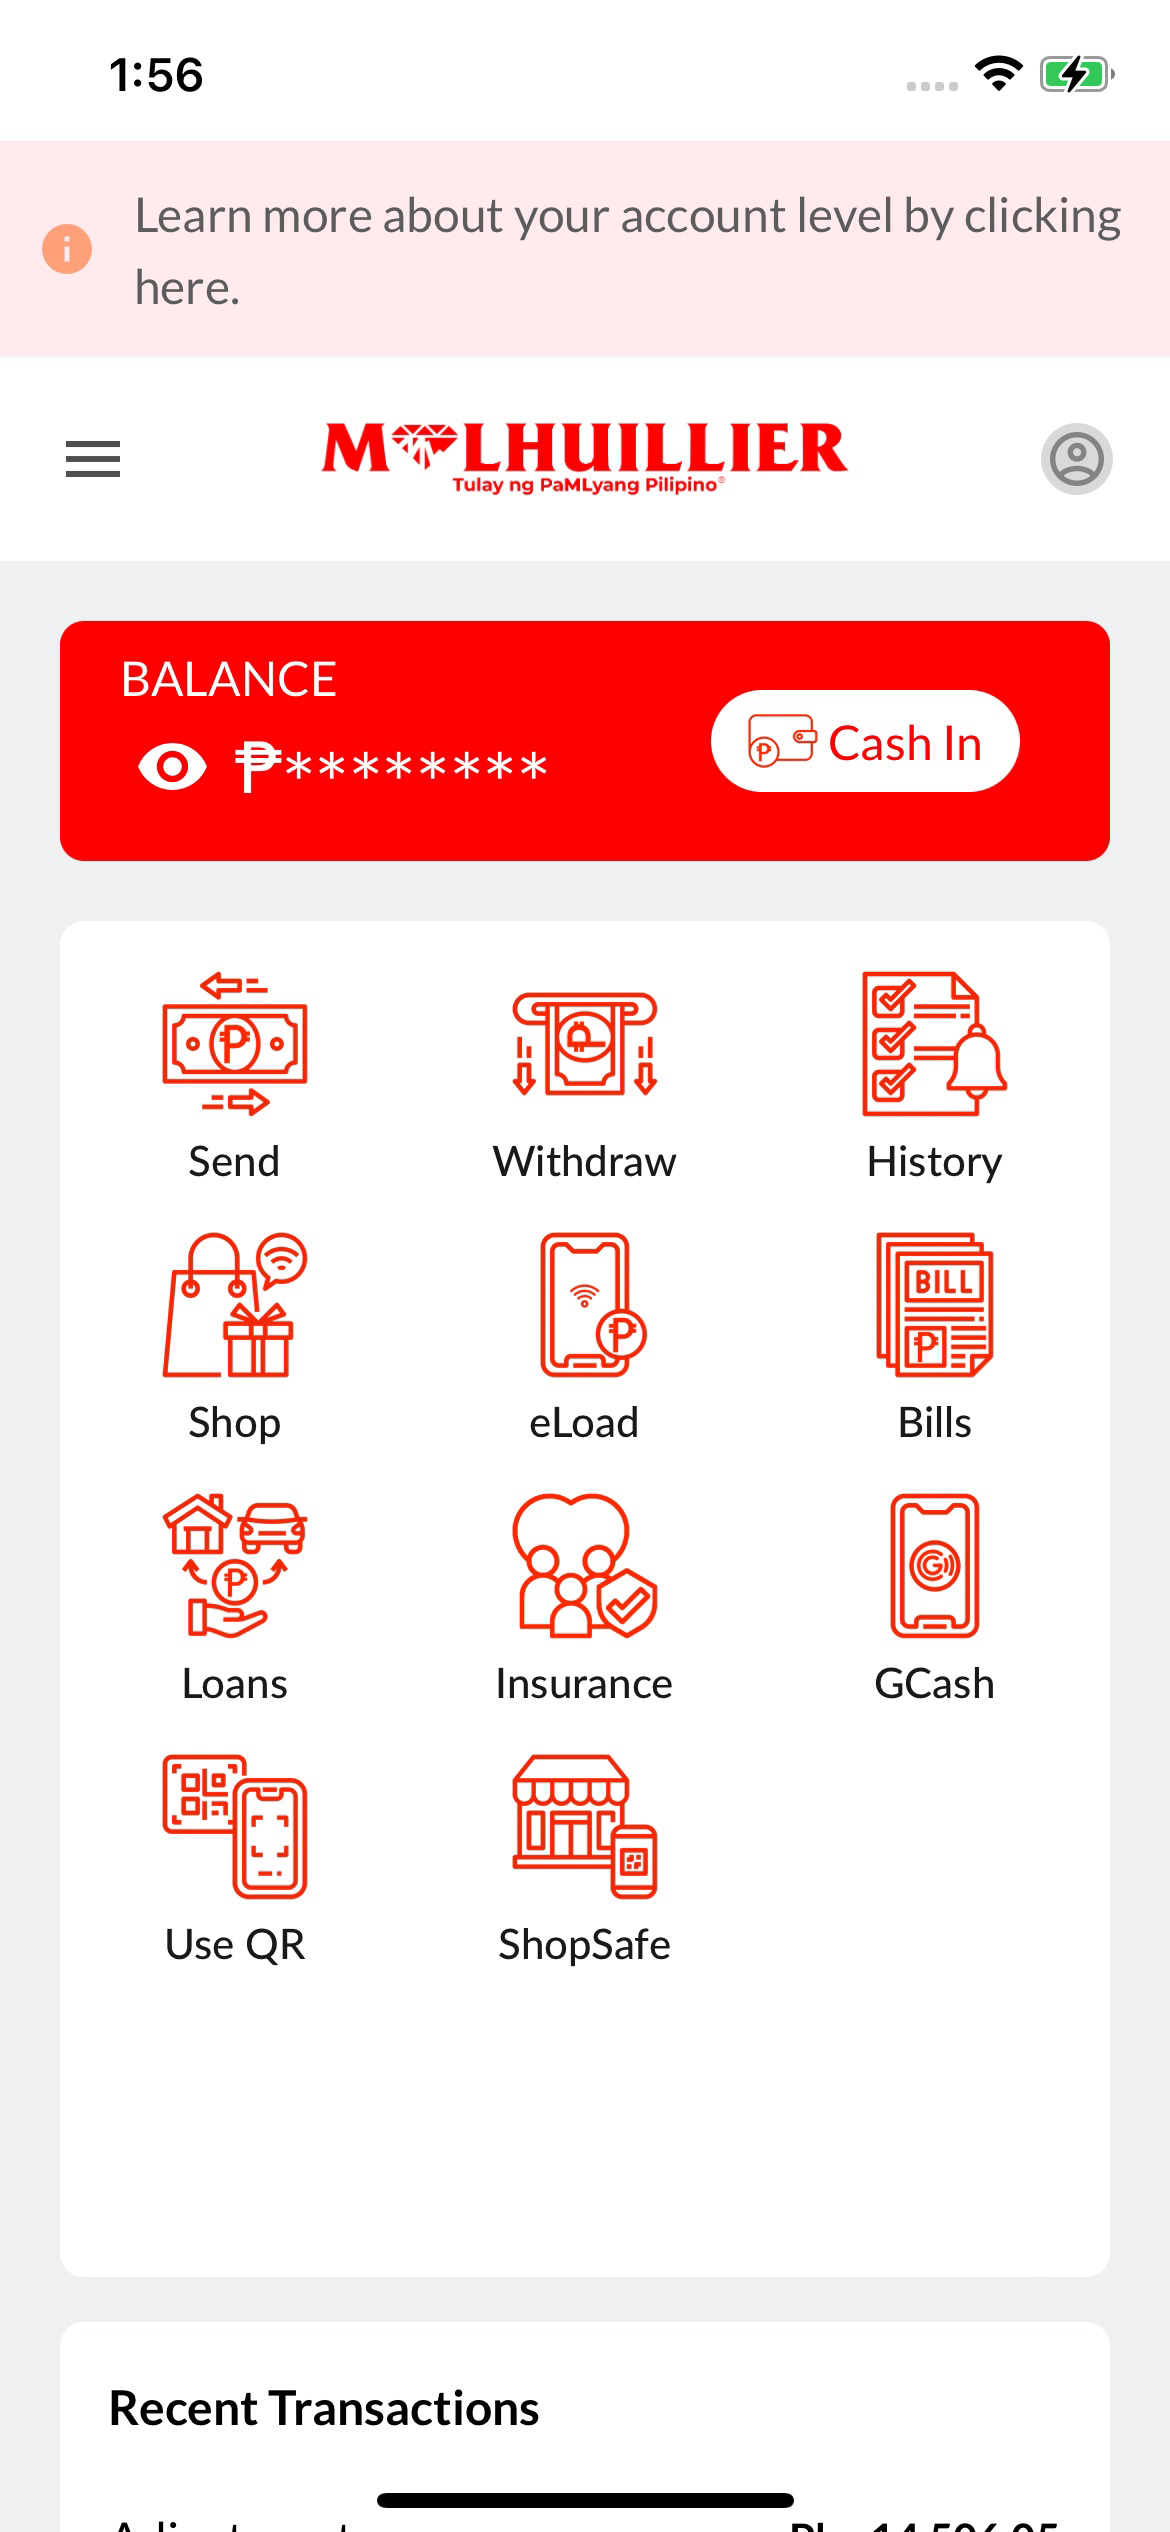 1:56
Learn more about your account level by clicking
here.
M LHUILLIER
Tulay ng PaMLyang Pilipino®
BALANCE
₱********
Cash In
Send
Withdraw
History
BILL
Shop
eLoad
Bills
Loans
Insurance
GCash
Use QR
ShopSafe
Recent Transactions